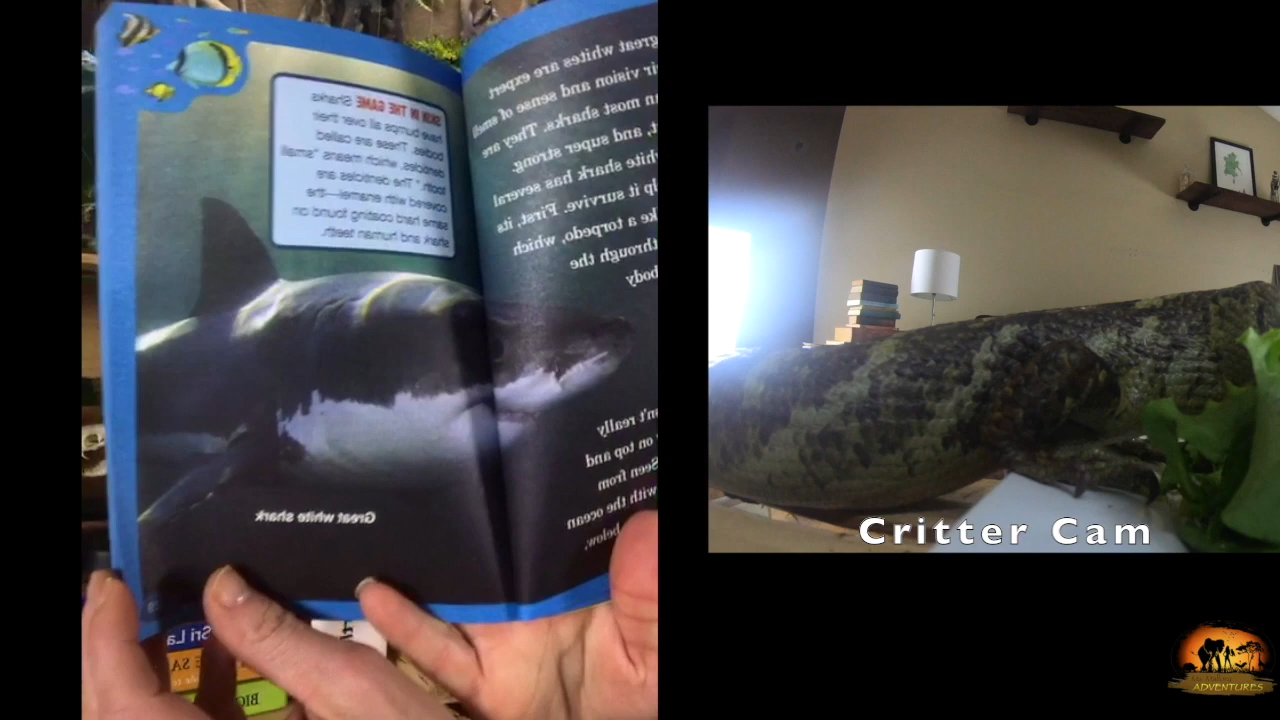 SKIN IN THE GAME Sharks
have bumps all over their
bodies. These are called
denticles, which means "small
tooth." The denticles are
covered with enamel—the
same hard coating found on
shark and human teeth.
Great white shark
great whites are expert
vision and sense of smell
most sharks. They are
and super strong.
shark has several
it survive. First, its
a torpedo, which
through the
body
really
on top and
Seen from
with the ocean
below,
Sri La
SA
BIG
Critter Cam
ADVENTURES